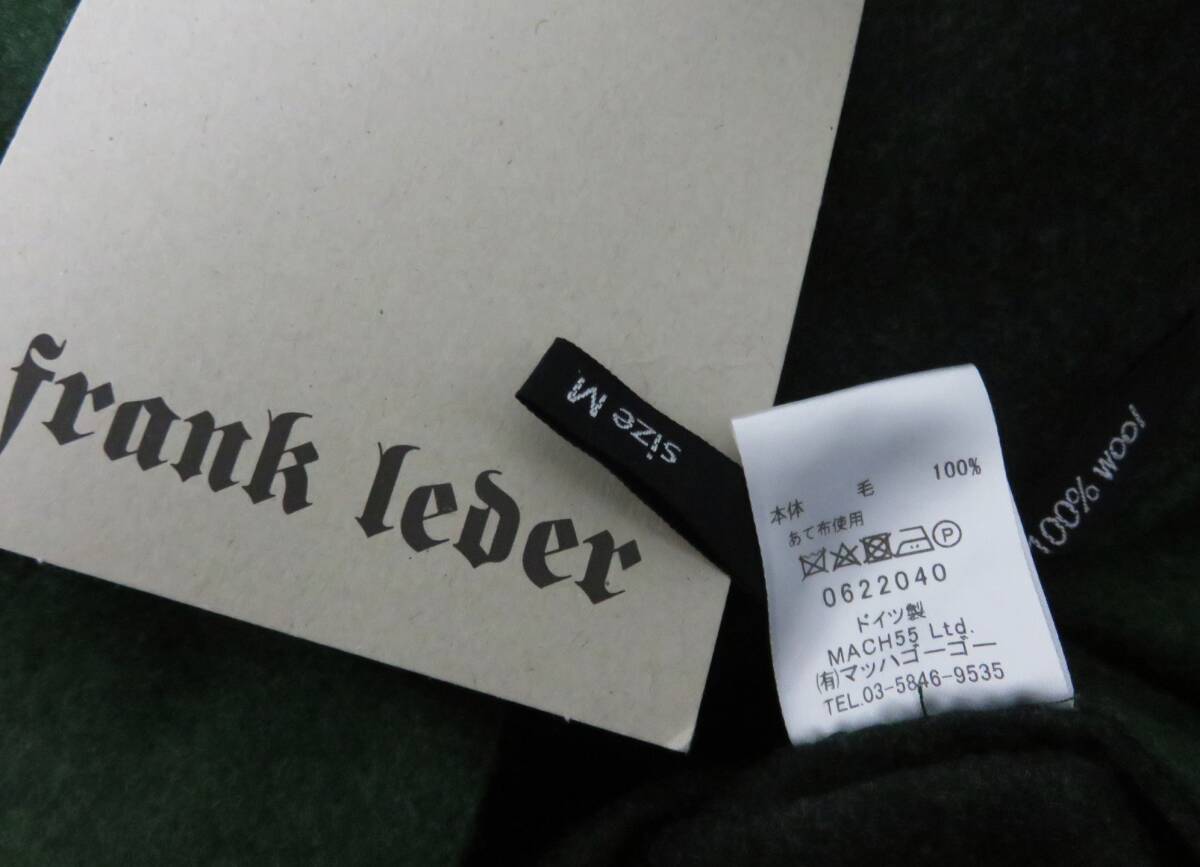 frank leder
size M
本体 毛 100%
あて布使用
P
0622040
ドイツ製
MACH55 Ltd.
(有)マッハゴーゴー
TEL.03-5846-9535
100% wool